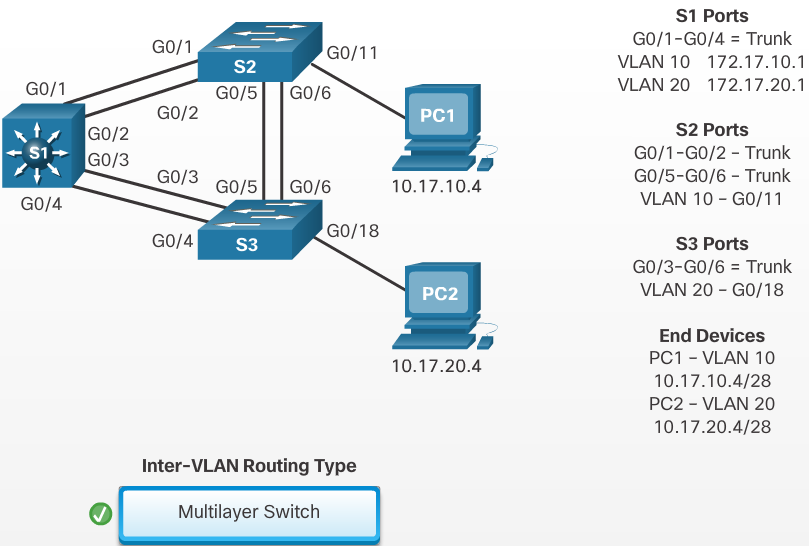 G0/1
G0/11
S2
G0/1
G0/5
G0/6
G0/2
PC1
G0/2
S1
G0/3
G0/3
G0/5
G0/6
10.17.10.4
G0/4
G0/4
S3
G0/18
PC2
10.17.20.4
S1 Ports
G0/1-G0/4 = Trunk
VLAN 10 172.17.10.1
VLAN 20 172.17.20.1
S2 Ports
G0/1-G0/2 – Trunk
G0/5-G0/6 – Trunk
VLAN 10 – G0/11
S3 Ports
G0/3-G0/6 = Trunk
VLAN 20 – G0/18
End Devices
PC1 – VLAN 10
10.17.10.4/28
PC2 – VLAN 20
10.17.20.4/28
Inter-VLAN Routing Type
Multilayer Switch